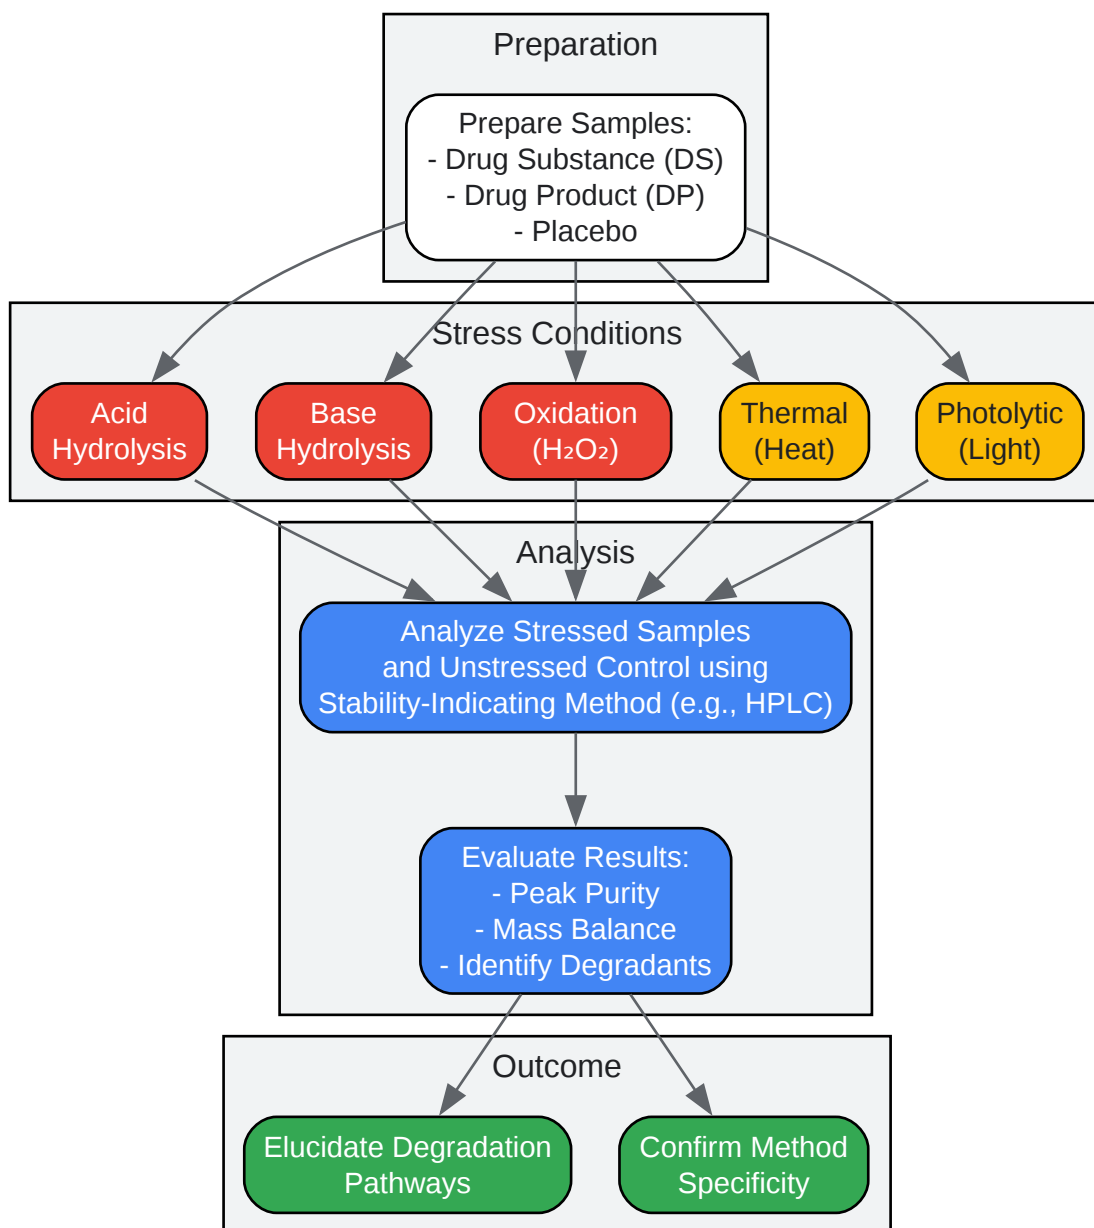 Preparation
Prepare Samples:
- Drug Substance (DS)
- Drug Product (DP)
- Placebo
Stress Conditions
Acid
Hydrolysis
Base
Hydrolysis
Oxidation
(H₂O₂)
Thermal
(Heat)
Photolytic
(Light)
Analysis
Analyze Stressed Samples
and Unstressed Control using
Stability-Indicating Method (e.g., HPLC)
Evaluate Results:
- Peak Purity
- Mass Balance
- Identify Degradants
Outcome
Elucidate Degradation
Pathways
Confirm Method
Specificity